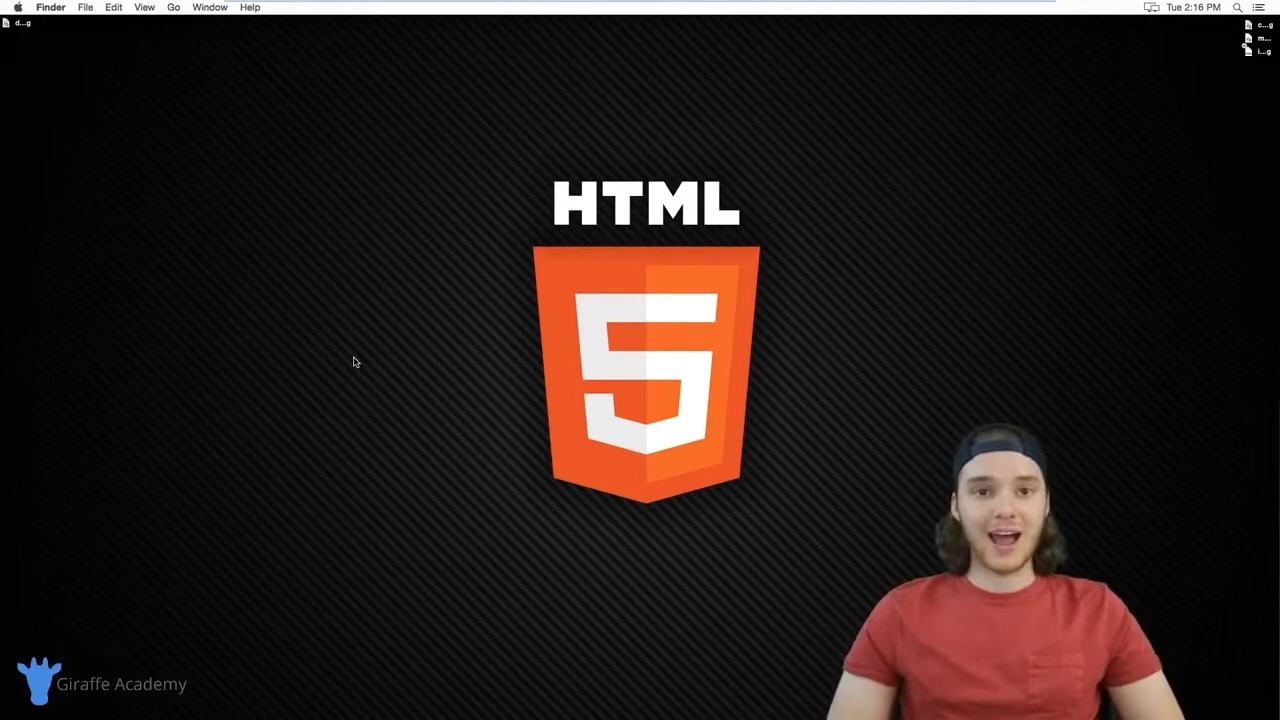 Finder File Edit View Go Window Help Tue 2:16 PM
d...g
c...g
m...
i...g
HTML
5
Giraffe Academy